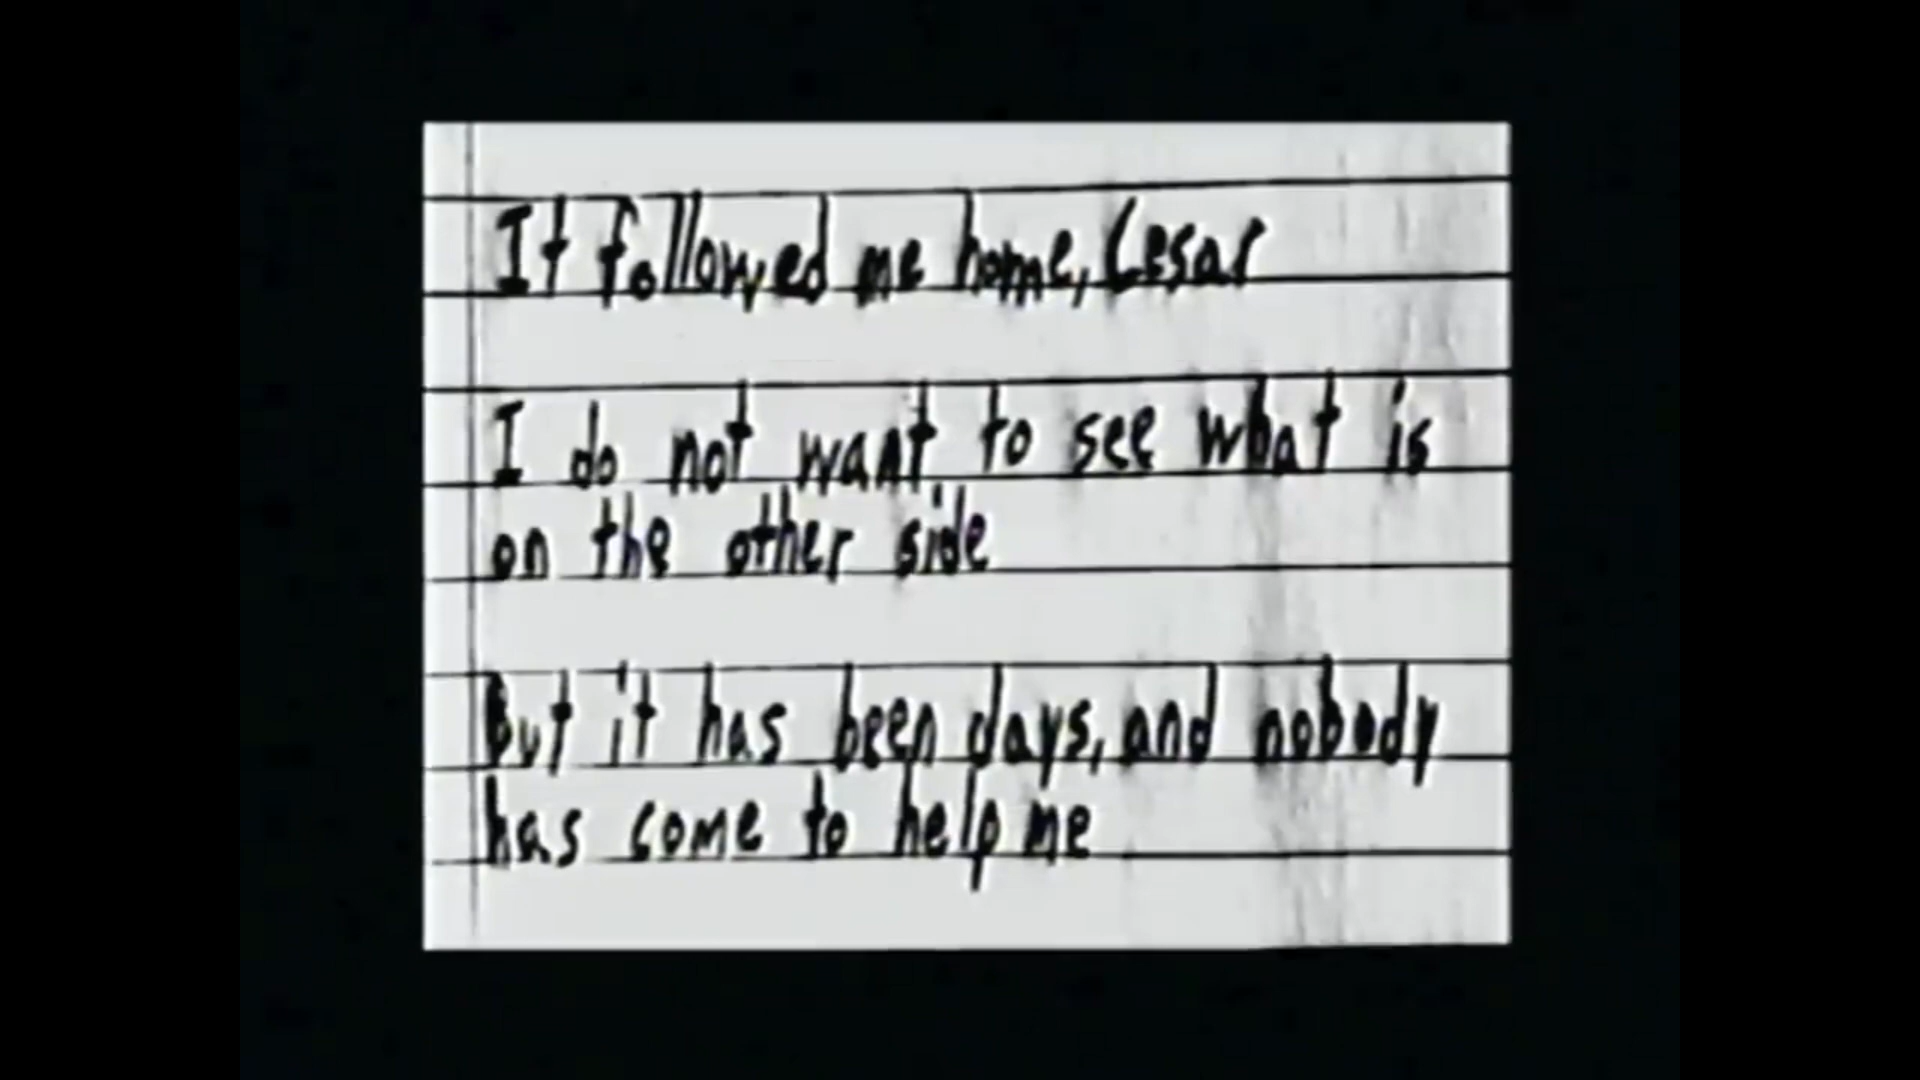 It followed me home, Cesar
I do not want to see what is
on the other side
But it has been days, and nobody
has come to help me